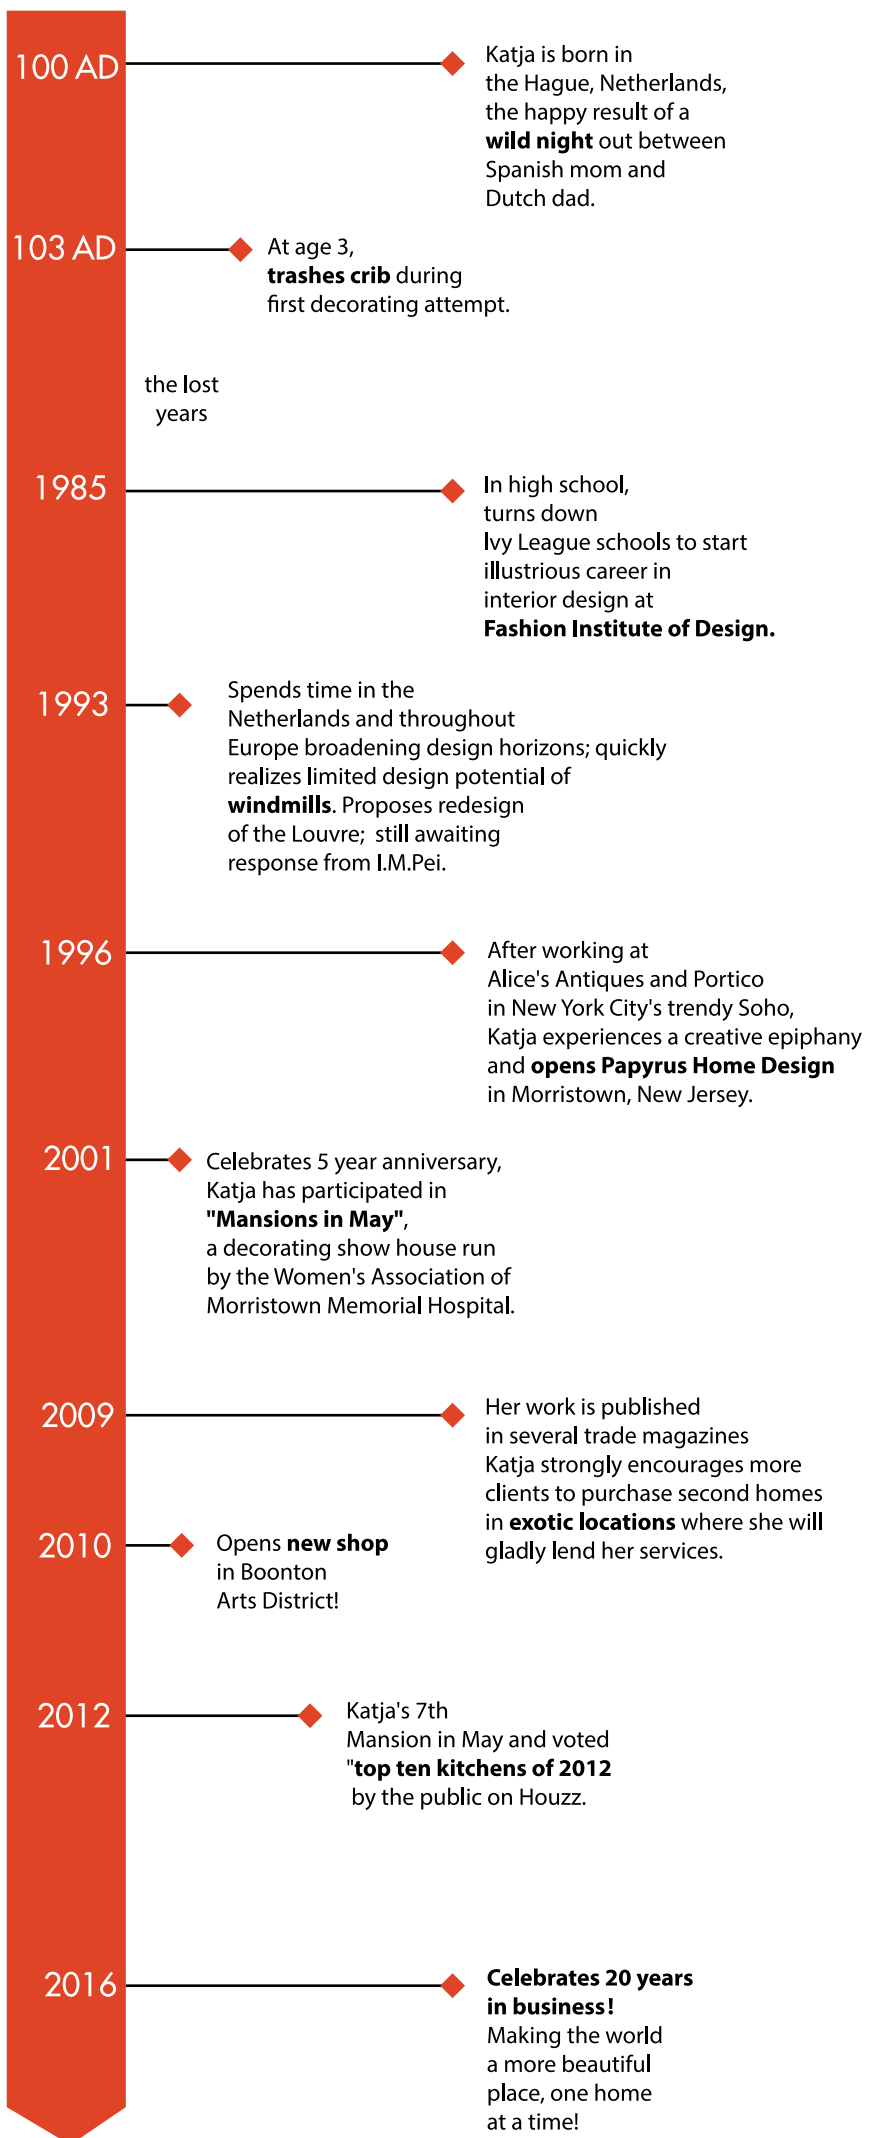 100 AD
Katja is born in
the Hague, Netherlands,
the happy result of a
wild night out between
Spanish mom and
Dutch dad.
103 AD
At age 3,
trashes crib during
first decorating attempt.
the lost
years
1985
In high school,
turns down
Ivy League schools to start
illustrious career in
interior design at
Fashion Institute of Design.
1993
Spends time in the
Netherlands and throughout
Europe broadening design horizons; quickly
realizes limited design potential of
windmills. Proposes redesign
of the Louvre;  still awaiting
response from I.M.Pei.
1996
After working at
Alice's Antiques and Portico
in New York City's trendy Soho,
Katja experiences a creative epiphany
and opens Papyrus Home Design
in Morristown, New Jersey.
2001
Celebrates 5 year anniversary,
Katja has participated in
"Mansions in May",
a decorating show house run
by the Women's Association of
Morristown Memorial Hospital.
2009
Her work is published
in several trade magazines
Katja strongly encourages more
clients to purchase second homes
in exotic locations where she will
gladly lend her services.
2010
Opens new shop
in Boonton
Arts District!
2012
Katja's 7th
Mansion in May and voted
"top ten kitchens of 2012
by the public on Houzz.
2016
Celebrates 20 years
in business!
Making the world
a more beautiful
place, one home
at a time!